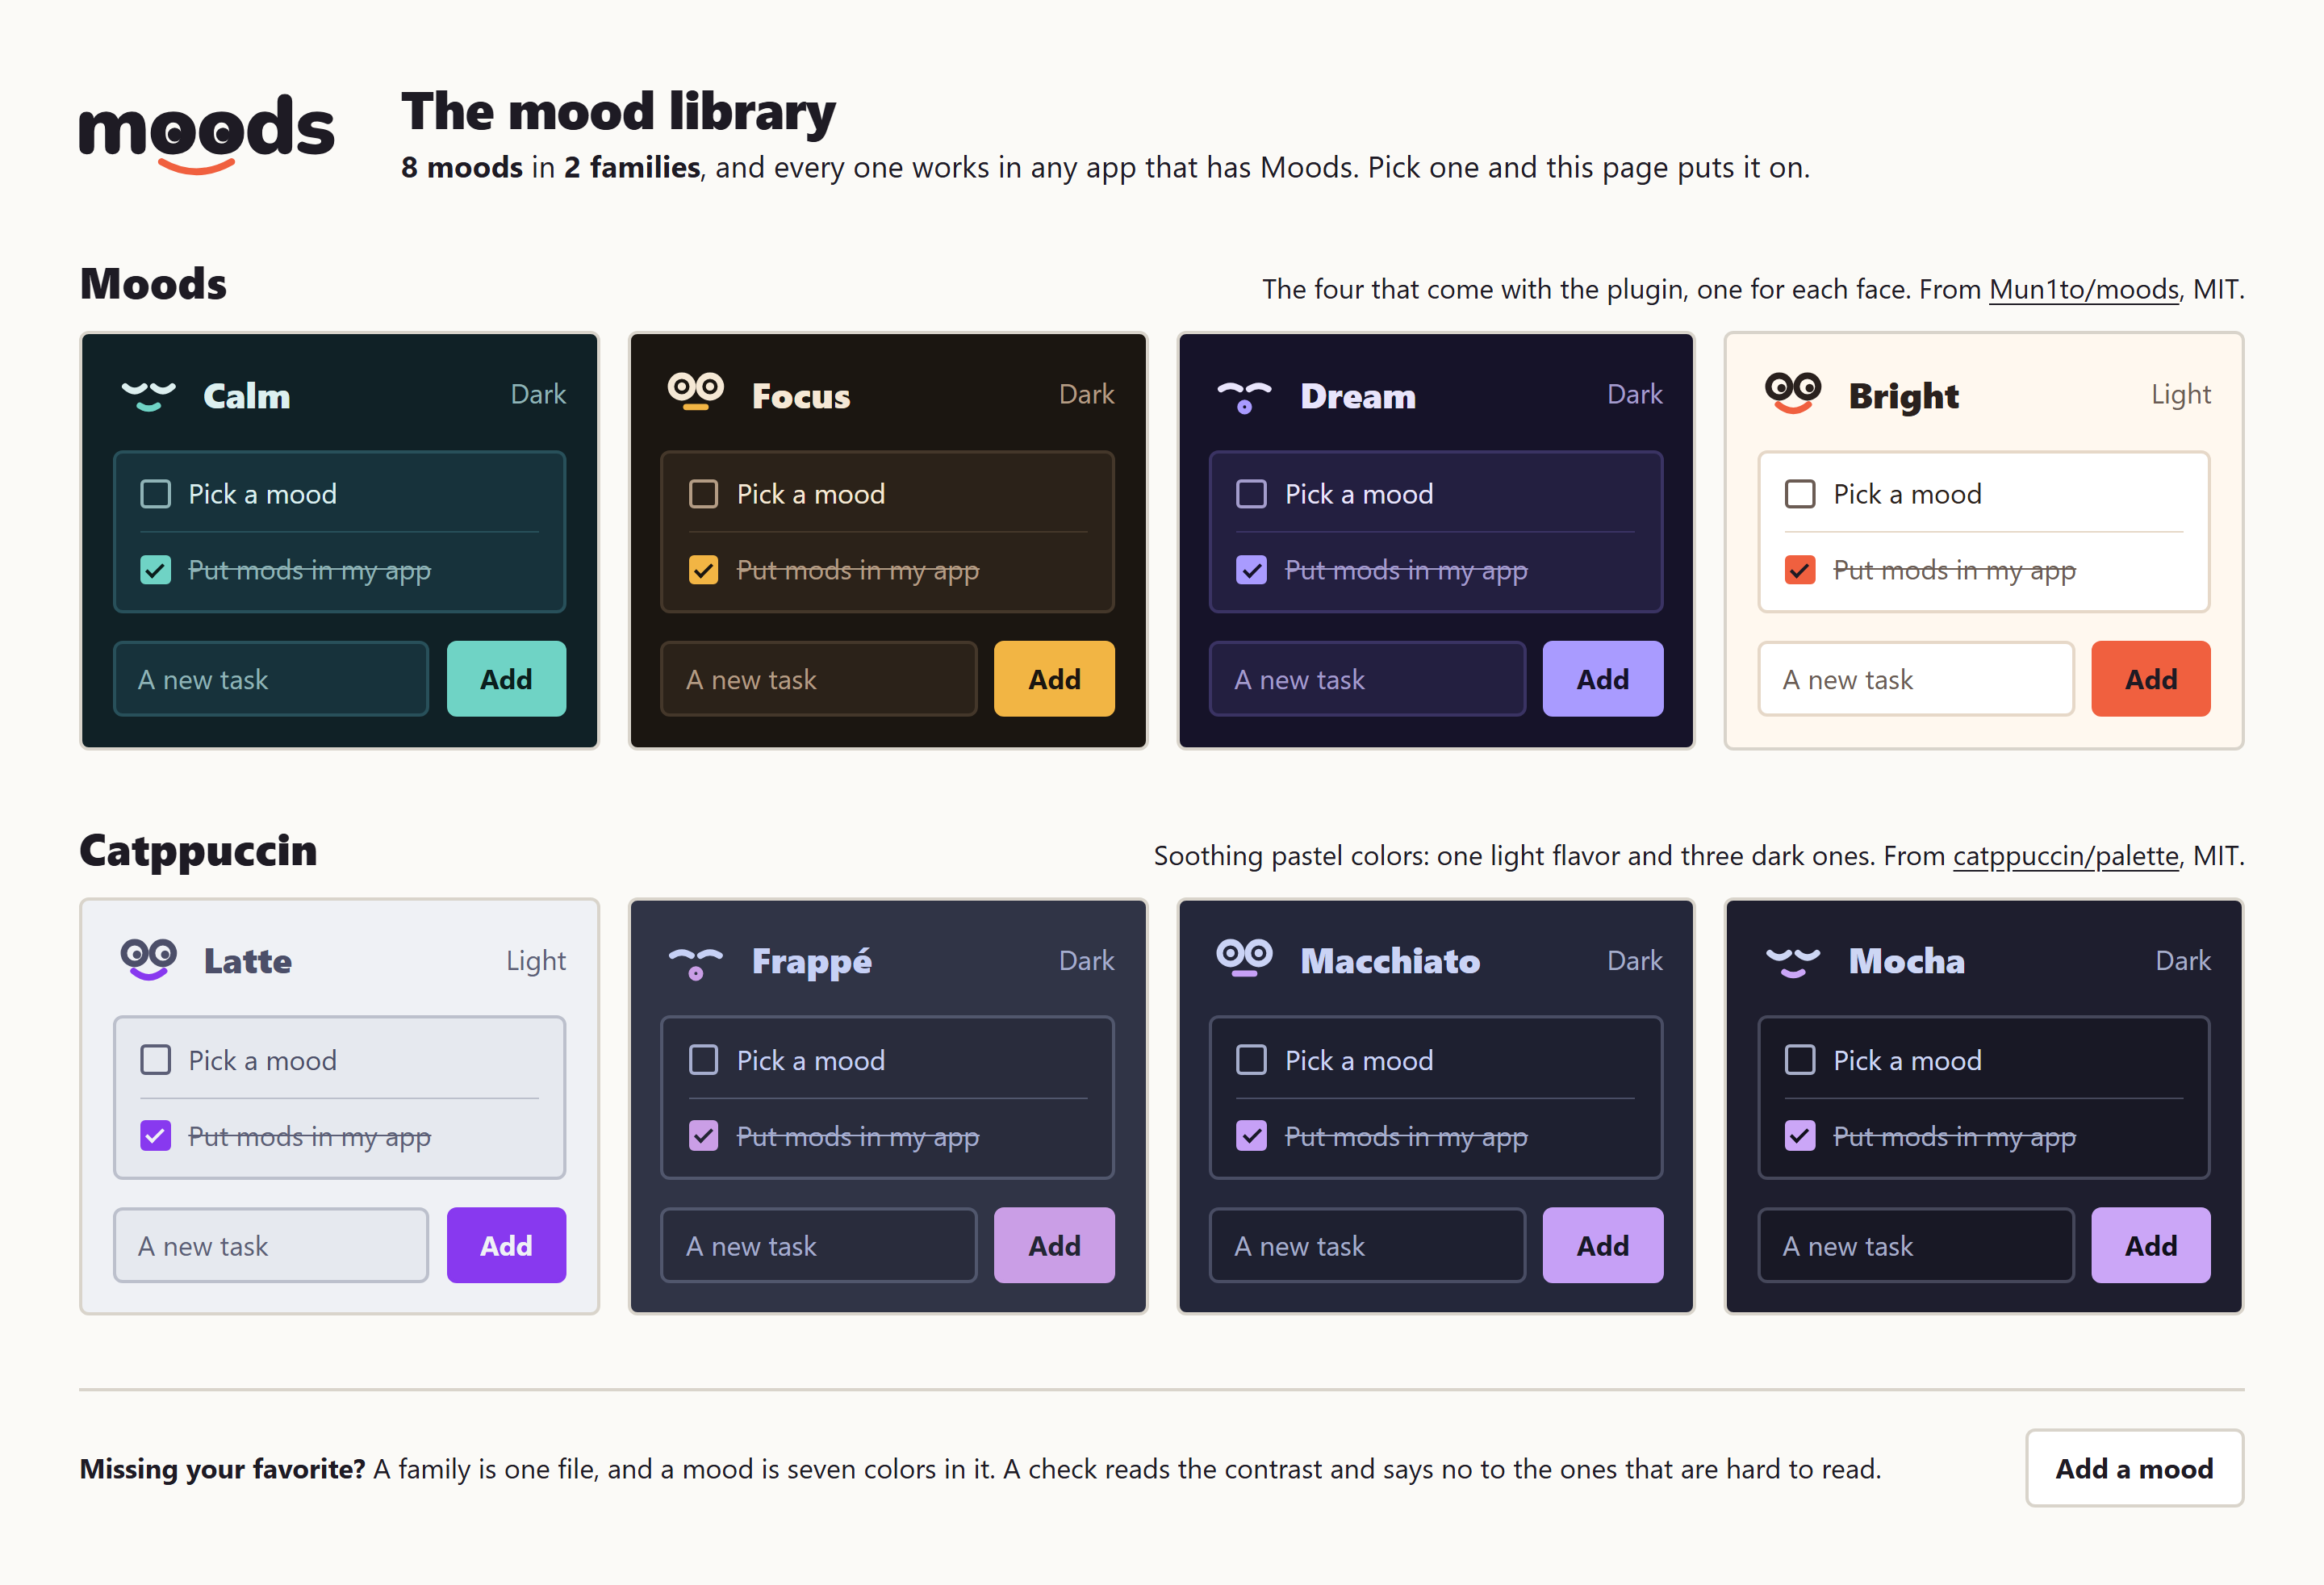 moods
The mood library
8 moods in 2 families, and every one works in any app that has Moods. Pick one and this page puts it on.
Moods
The four that come with the plugin, one for each face. From Mun1to/moods, MIT.
Calm
Dark
Pick a mood
Put mods in my app
A new task
Add
Focus
Dark
Pick a mood
Put mods in my app
A new task
Add
Dream
Dark
Pick a mood
Put mods in my app
A new task
Add
Bright
Light
Pick a mood
Put mods in my app
A new task
Add
Catppuccin
Soothing pastel colors: one light flavor and three dark ones. From catppuccin/palette, MIT.
Latte
Light
Pick a mood
Put mods in my app
A new task
Add
Frappé
Dark
Pick a mood
Put mods in my app
A new task
Add
Macchiato
Dark
Pick a mood
Put mods in my app
A new task
Add
Mocha
Dark
Pick a mood
Put mods in my app
A new task
Add
Missing your favorite? A family is one file, and a mood is seven colors in it. A check reads the contrast and says no to the ones that are hard to read.
Add a mood